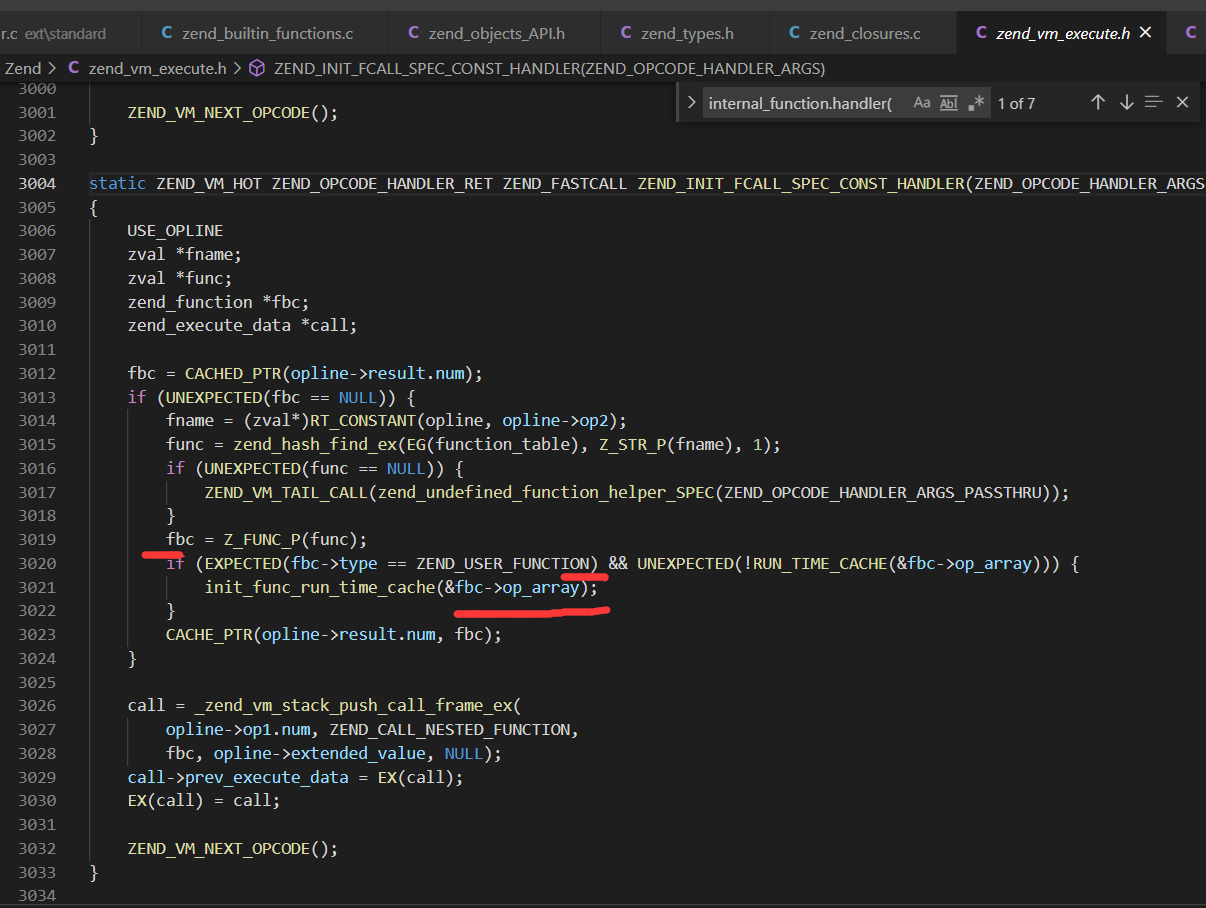 r.c ext\standard
C zend_builtin_functions.c
C zend_objects_API.h
C zend_types.h
C zend_closures.c
C zend_vm_execute.h
C
Zend > C zend_vm_execute.h > ZEND_INIT_FCALL_SPEC_CONST_HANDLER(ZEND_OPCODE_HANDLER_ARGS)
internal_function.handler( Aa Abl .* 1 of 7
3000
3001 ZEND_VM_NEXT_OPCODE();
3002 }
3003
3004 static ZEND_VM_HOT ZEND_OPCODE_HANDLER_RET ZEND_FASTCALL ZEND_INIT_FCALL_SPEC_CONST_HANDLER(ZEND_OPCODE_HANDLER_ARGS
3005 {
3006 USE_OPLINE
3007 zval *fname;
3008 zval *func;
3009 zend_function *fbc;
3010 zend_execute_data *call;
3011
3012 fbc = CACHED_PTR(opline->result.num);
3013 if (UNEXPECTED(fbc == NULL)) {
3014 fname = (zval*)RT_CONSTANT(opline, opline->op2);
3015 func = zend_hash_find_ex(EG(function_table), Z_STR_P(fname), 1);
3016 if (UNEXPECTED(func == NULL)) {
3017 ZEND_VM_TAIL_CALL(zend_undefined_function_helper_SPEC(ZEND_OPCODE_HANDLER_ARGS_PASSTHRU));
3018 }
3019 fbc = Z_FUNC_P(func);
3020 if (EXPECTED(fbc->type == ZEND_USER_FUNCTION) && UNEXPECTED(!RUN_TIME_CACHE(&fbc->op_array))) {
3021 init_func_run_time_cache(&fbc->op_array);
3022 }
3023 CACHE_PTR(opline->result.num, fbc);
3024 }
3025
3026 call = _zend_vm_stack_push_call_frame_ex(
3027 opline->op1.num, ZEND_CALL_NESTED_FUNCTION,
3028 fbc, opline->extended_value, NULL);
3029 call->prev_execute_data = EX(call);
3030 EX(call) = call;
3031
3032 ZEND_VM_NEXT_OPCODE();
3033 }
3034